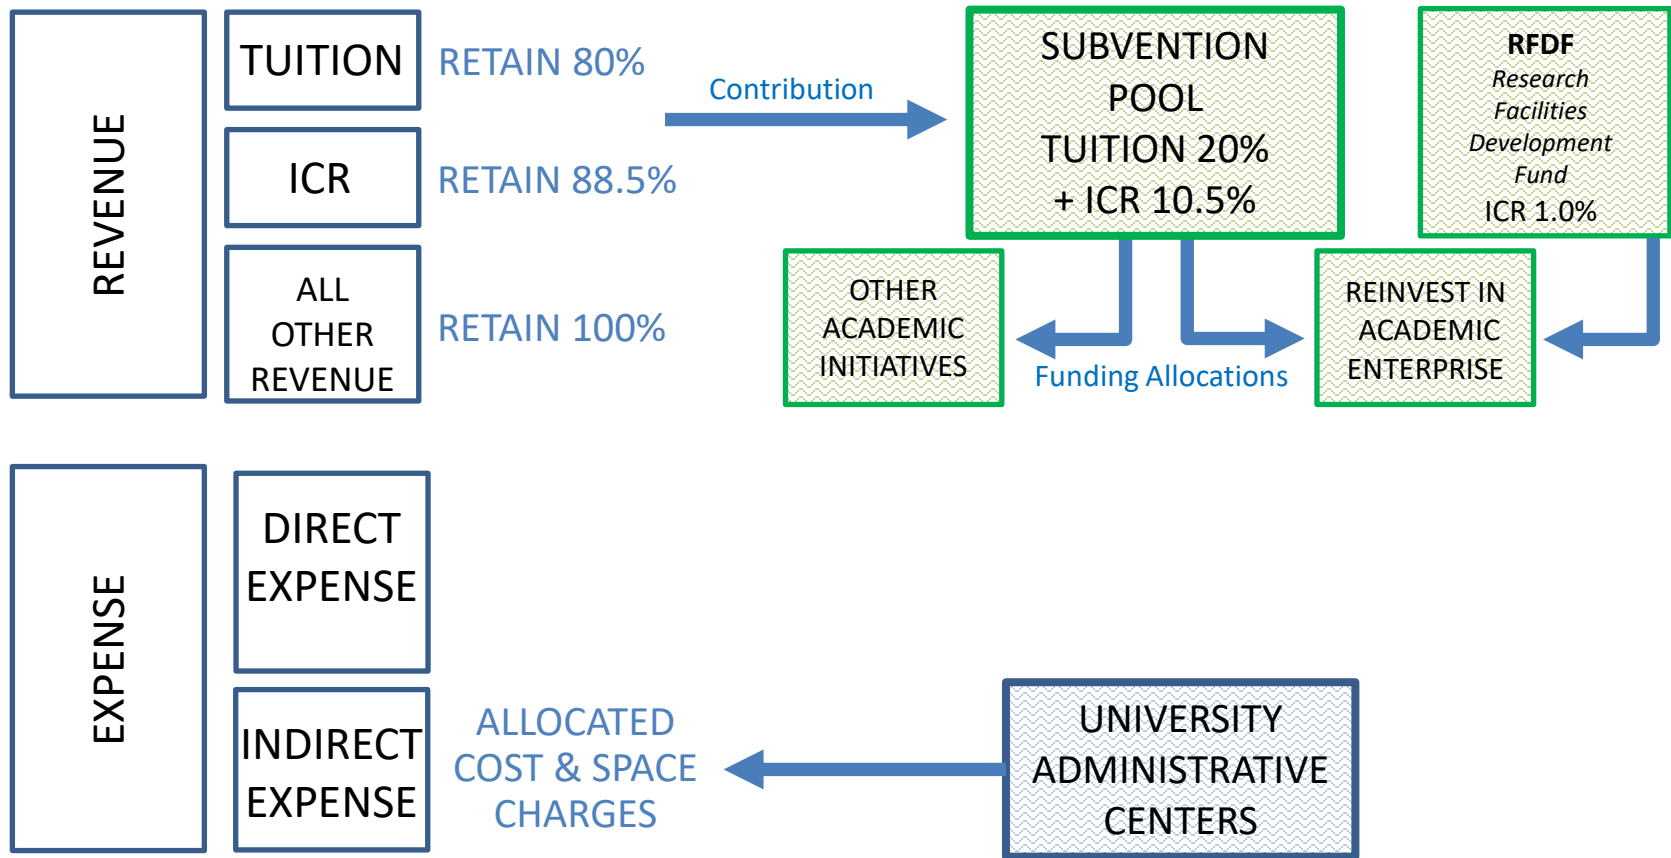 REVENUE
TUITION
RETAIN 80%
ICR
RETAIN 88.5%
ALL
OTHER
REVENUE
RETAIN 100%
Contribution
SUBVENTION
POOL
TUITION 20%
+ ICR 10.5%
RFDF
Research
Facilities
Development
Fund
ICR 1.0%
OTHER
ACADEMIC
INITIATIVES
Funding Allocations
REINVEST IN
ACADEMIC
ENTERPRISE
EXPENSE
DIRECT
EXPENSE
INDIRECT
EXPENSE
ALLOCATED
COST & SPACE
CHARGES
UNIVERSITY
ADMINISTRATIVE
CENTERS